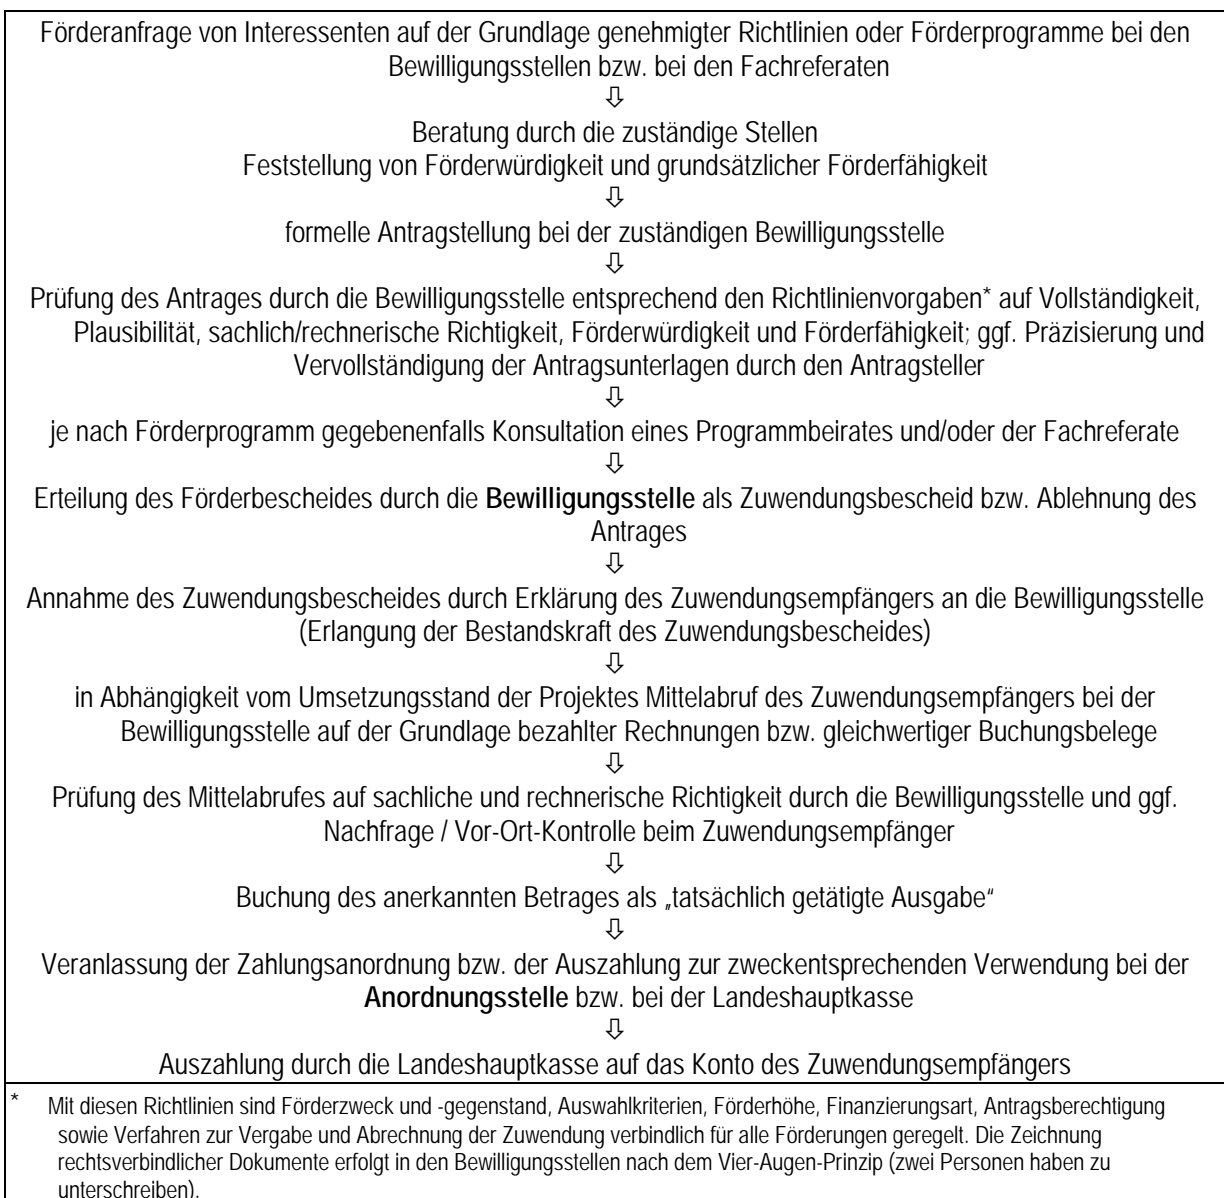 Förderanfrage von Interessenten auf der Grundlage genehmigter Richtlinien oder Förderprogramme bei den
Bewilligungsstellen bzw. bei den Fachreferaten
⇩
Beratung durch die zuständige Stellen
Feststellung von Förderwürdigkeit und grundsätzlicher Förderfähigkeit
⇩
formelle Antragstellung bei der zuständigen Bewilligungsstelle
⇩
Prüfung des Antrages durch die Bewilligungsstelle entsprechend den Richtlinienvorgaben* auf Vollständigkeit,
Plausibilität, sachlich/rechnerische Richtigkeit, Förderwürdigkeit und Förderfähigkeit; ggf. Präzisierung und
Vervollständigung der Antragsunterlagen durch den Antragsteller
⇩
je nach Förderprogramm gegebenenfalls Konsultation eines Programmbeirates und/oder der Fachreferate
⇩
Erteilung des Förderbescheides durch die Bewilligungsstelle als Zuwendungsbescheid bzw. Ablehnung des
Antrages
⇩
Annahme des Zuwendungsbescheides durch Erklärung des Zuwendungsempfängers an die Bewilligungsstelle
(Erlangung der Bestandskraft des Zuwendungsbescheides)
⇩
in Abhängigkeit vom Umsetzungsstand der Projektes Mittelabruf des Zuwendungsempfängers bei der
Bewilligungsstelle auf der Grundlage bezahlter Rechnungen bzw. gleichwertiger Buchungsbelege
⇩
Prüfung des Mittelabrufes auf sachliche und rechnerische Richtigkeit durch die Bewilligungsstelle und ggf.
Nachfrage / Vor-Ort-Kontrolle beim Zuwendungsempfänger
⇩
Buchung des anerkannten Betrages als „tatsächlich getätigte Ausgabe“
⇩
Veranlassung der Zahlungsanordnung bzw. der Auszahlung zur zweckentsprechenden Verwendung bei der
Anordnungsstelle bzw. bei der Landeshauptkasse
⇩
Auszahlung durch die Landeshauptkasse auf das Konto des Zuwendungsempfängers
* Mit diesen Richtlinien sind Förderzweck und -gegenstand, Auswahlkriterien, Förderhöhe, Finanzierungsart, Antragsberechtigung
sowie Verfahren zur Vergabe und Abrechnung der Zuwendung verbindlich für alle Förderungen geregelt. Die Zeichnung
rechtsverbindlicher Dokumente erfolgt in den Bewilligungsstellen nach dem Vier-Augen-Prinzip (zwei Personen haben zu
unterschreiben).